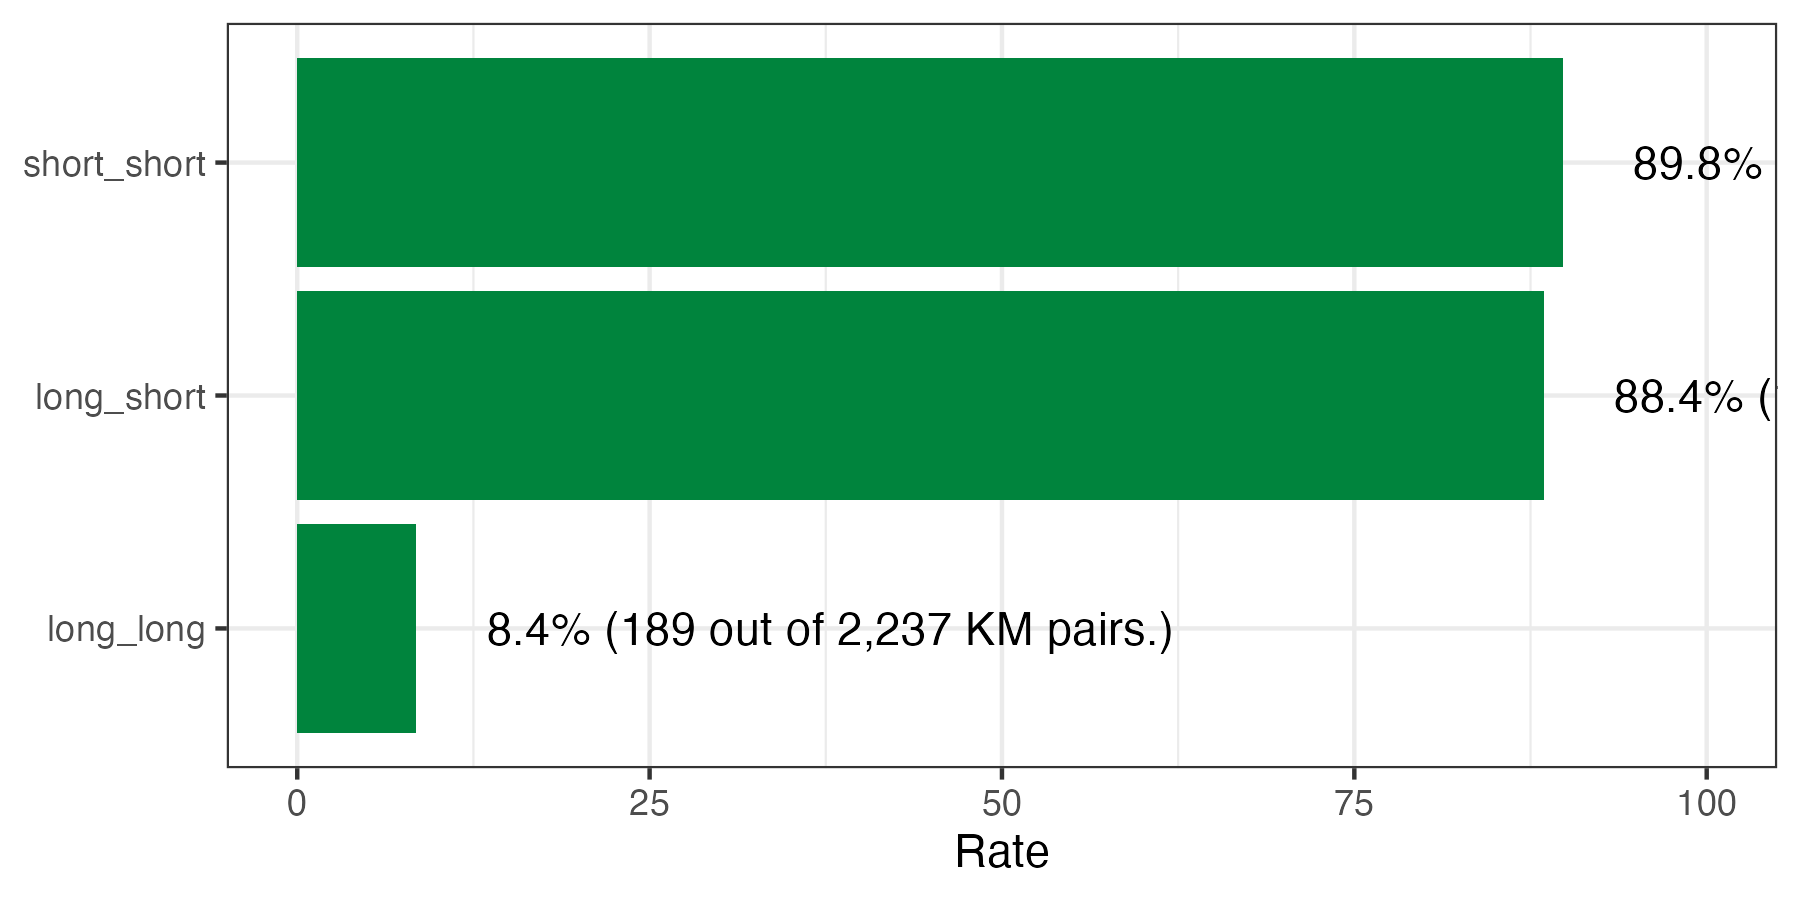 short_short
89.8%
long_short
88.4% (
long_long
8.4% (189 out of 2,237 KM pairs.)
0 25 50 75 100
Rate